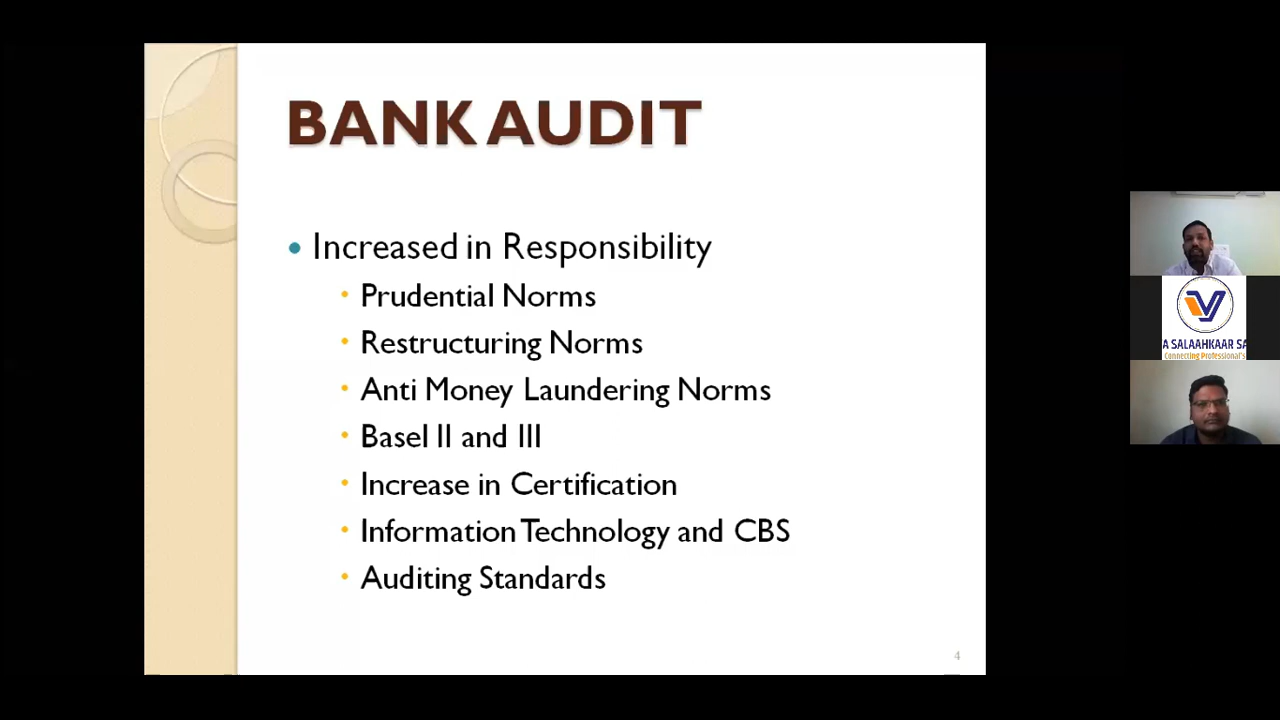 BANK AUDIT
Increased in Responsibility
Prudential Norms
Restructuring Norms
Anti Money Laundering Norms
Basel II and III
Increase in Certification
Information Technology and CBS
Auditing Standards
4
A SALAAHKAAR SA
Connecting Professional's